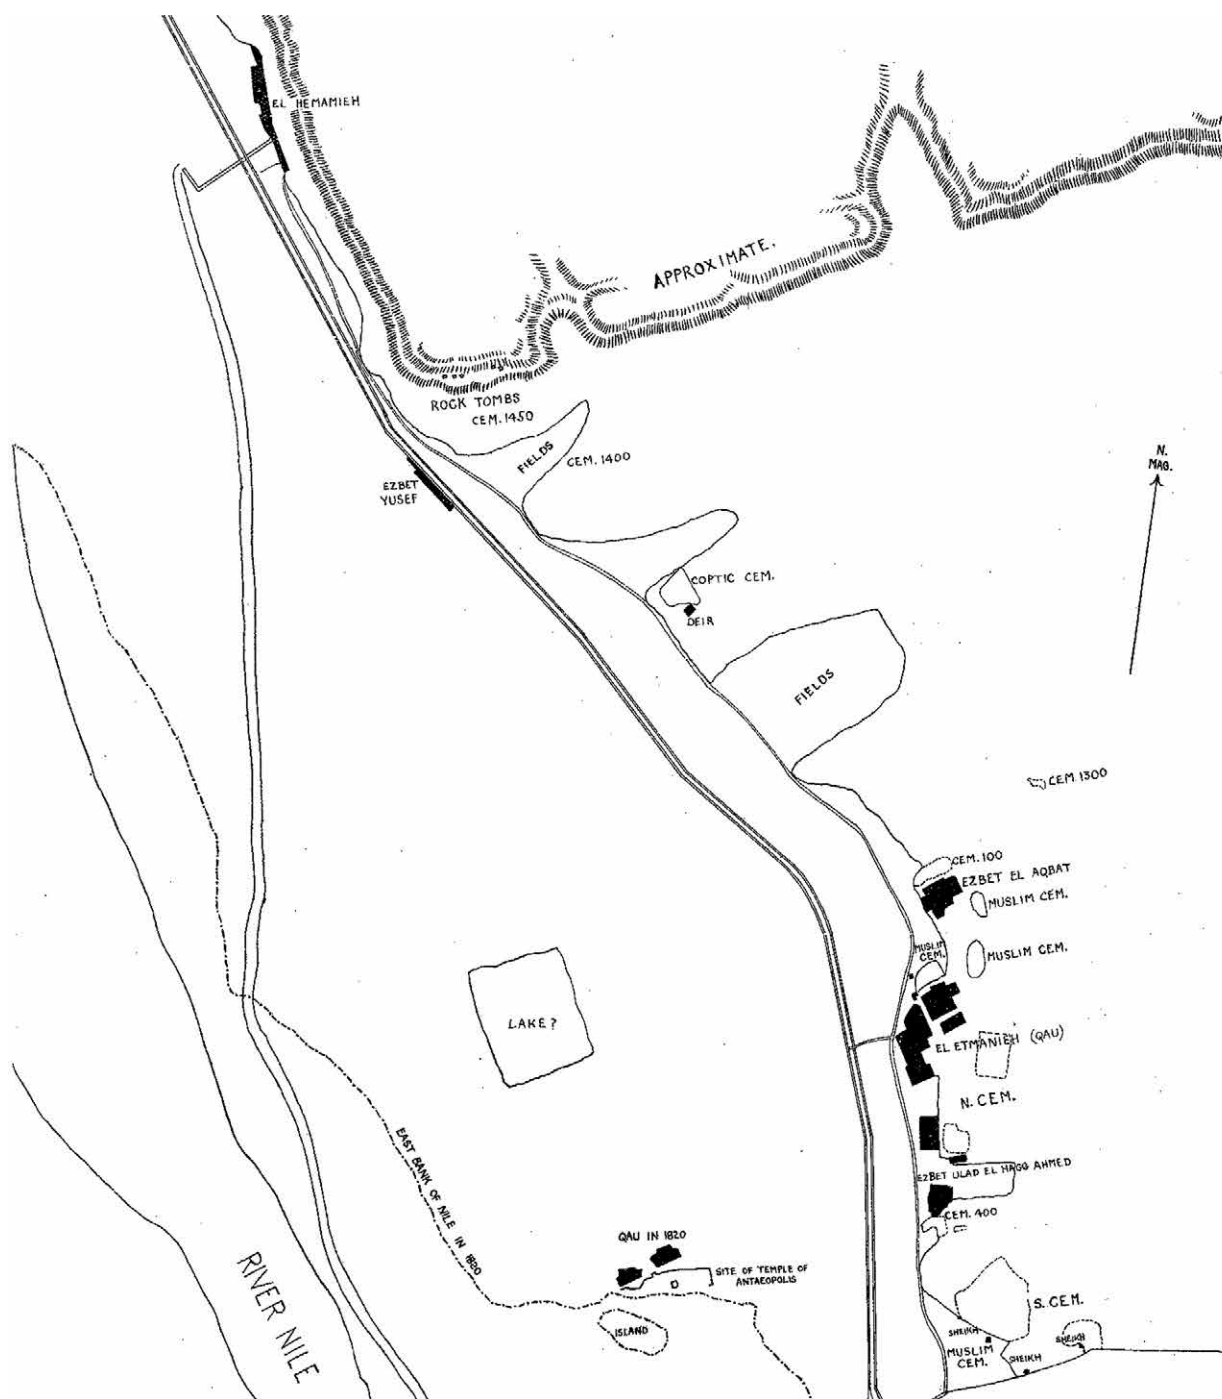 EL HEMAMIEH
APPROXIMATE.
ROCK TOMBS
CEM. 1450
FIELDS
CEM. 1400
EZBET
YUSEF
N.
MAG.
COPTIC CEM.
DEIR
FIELDS
CEM. 1300
CEM. 100
EZBET EL AQBAT
MUSLIM CEM.
MUSLIM
CEM.
MUSLIM CEM.
LAKE?
EL ETMANIEH (QAU)
N. CEM.
EAST BANK OF NILE IN 1820
EZBET ULAD EL HAGG AHMED
CEM. 400
QAU IN 1820
SITE OF TEMPLE OF
ANTAEOPOLIS
RIVER NILE
ISLAND
S. CEM.
SHEIKH
SHEIKH
MUSLIM
CEM.
SHEIKH